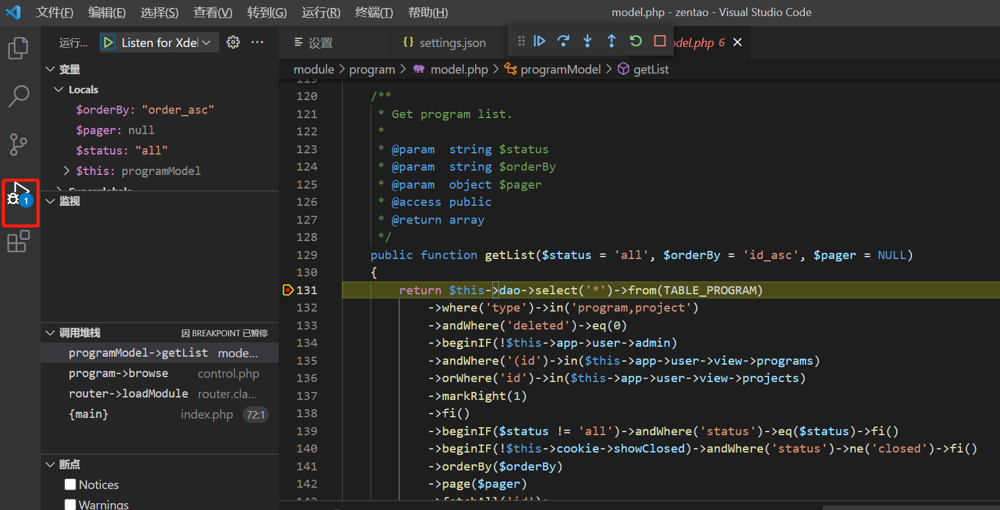 文件(F) 编辑(E) 选择(S) 查看(V) 转到(G) 运行(R) 终端(T) 帮助(H) model.php - zentao - Visual Studio Code
运行... Listen for Xde
变量
Locals
$orderBy: "order_asc"
$pager: null
$status: "all"
$this: programModel
Superglobals
监视
1
调用堆栈 因 BREAKPOINT 已暂停
programModel->getList mode...
program->browse control.php
router->loadModule router.cla...
{main} index.php 72:1
断点
Notices
Warnings
设置 settings.json odel.php 6
module > program > model.php > programModel > getList
119
120 /**
121 * Get program list.
122 *
123 * @param string $status
124 * @param string $orderBy
125 * @param object $pager
126 * @access public
127 * @return array
128 */
129 public function getList($status = 'all', $orderBy = 'id_asc', $pager = NULL)
130 {
131 return $this->dao->select('*')->from(TABLE_PROGRAM)
132 ->where('type')->in('program,project')
133 ->andWhere('deleted')->eq(0)
134 ->beginIF(!$this->app->user->admin)
135 ->andWhere('(id')->in($this->app->user->view->programs)
136 ->orWhere('id')->in($this->app->user->view->projects)
137 ->markRight(1)
138 ->fi()
139 ->beginIF($status != 'all')->andWhere('status')->eq($status)->fi()
140 ->beginIF(!$this->cookie->showClosed)->andWhere('status')->ne('closed')->fi()
141 ->orderBy($orderBy)
142 ->page($pager)
143 ->fetchAll('id');